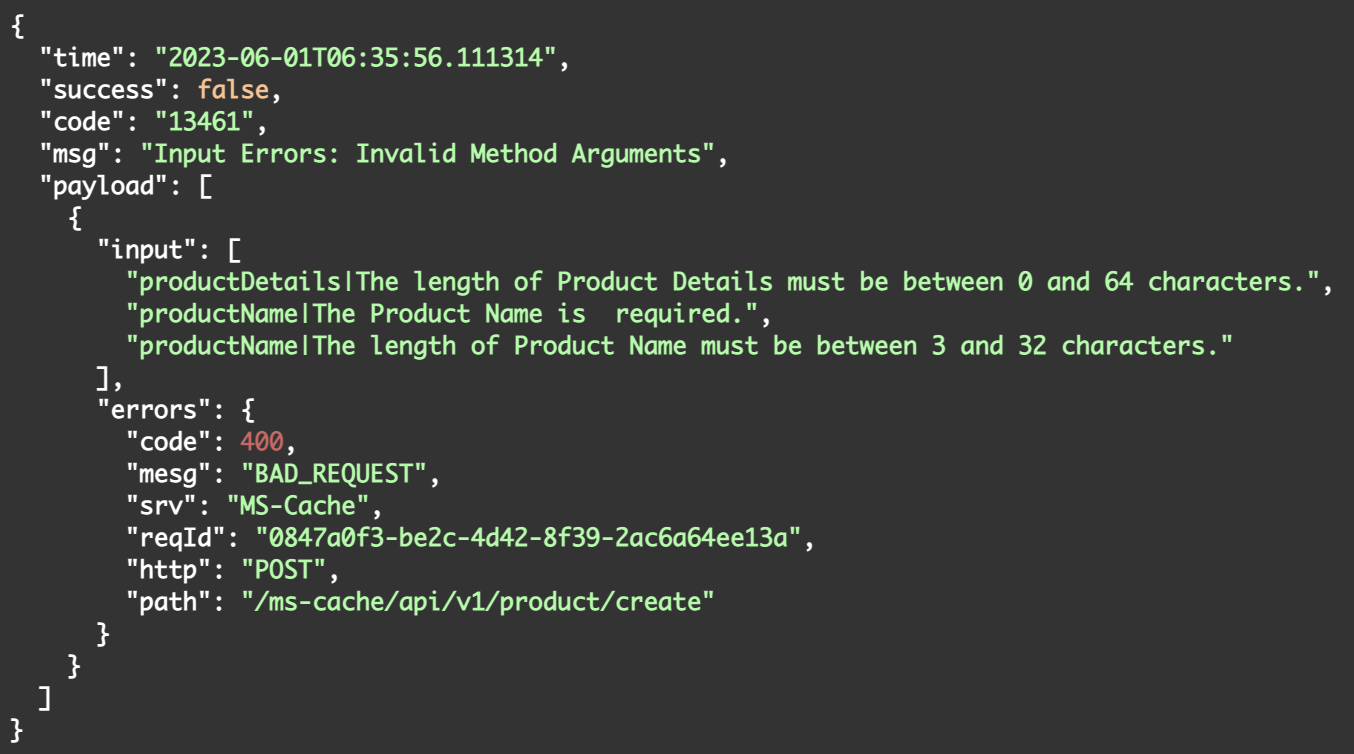 {
  "time": "2023-06-01T06:35:56.111314",
  "success": false,
  "code": "13461",
  "msg": "Input Errors: Invalid Method Arguments",
  "payload": [
    {
      "input": [
        "productDetails|The length of Product Details must be between 0 and 64 characters.",
        "productName|The Product Name is  required.",
        "productName|The length of Product Name must be between 3 and 32 characters."
      ],
      "errors": {
        "code": 400,
        "mesg": "BAD_REQUEST",
        "srv": "MS-Cache",
        "reqId": "0847a0f3-be2c-4d42-8f39-2ac6a64ee13a",
        "http": "POST",
        "path": "/ms-cache/api/v1/product/create"
      }
    }
  ]
}